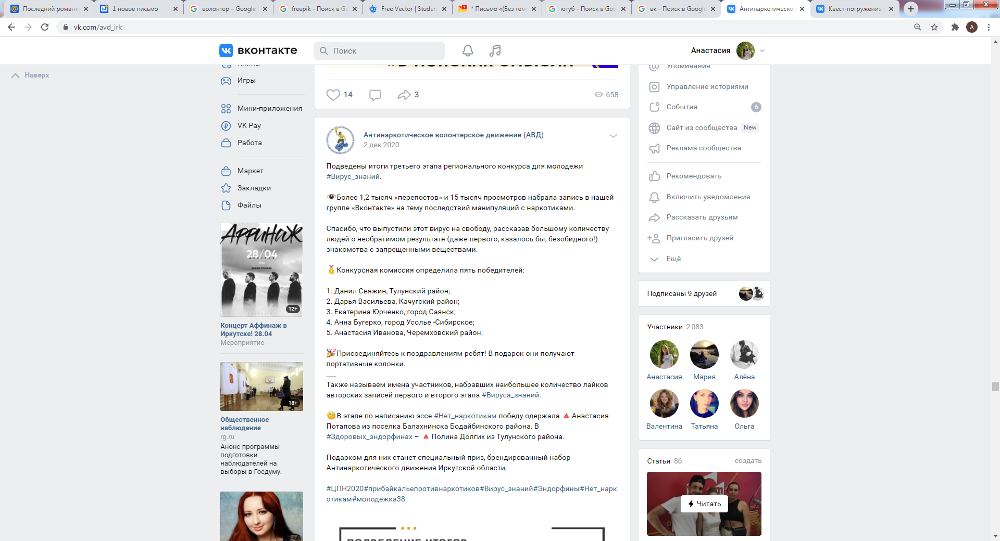 Последний романт
1 новое письмо
волонтер – Google
freepik - Поиск в Go
Free Vector | Studen
* Письмо «(Без тем
ютуб - Поиск в Goo
вк - Поиск в Google
Антинаркотическо
Квест-погружение
vk.com/avd_irk
A
вконтакте
Поиск
Анастасия
Наверх
Игры
Мини-приложения
VK Pay
Работа
Маркет
Закладки
Файлы
АФФИНАЖ
28/04
ИРКУТСК
ДИКАЯ ЛОШАДЬ
12+
Концерт Аффинаж в
Иркутске! 28.04
Мероприятие
18+
Общественное
наблюдение
rg.ru
Анонс программы
подготовки
наблюдателей на
выборы в Госдуму.
14
3
658
Антинаркотическое волонтерское движение (АВД)
2 дек 2020
Подведены итоги третьего этапа регионального конкурса для молодежи
#Вирус_знаний.
👁Более 1,2 тысяч «перепостов» и 15 тысяч просмотров набрала запись в нашей
группе «Вконтакте» на тему последствий манипуляций с наркотиками.
Спасибо, что выпустили этот вирус на свободу, рассказав большому количеству
людей о необратимом результате (даже первого, казалось бы, безобидного!)
знакомства с запрещенными веществами.
🥇Конкурсная комиссия определила пять победителей:
1. Данил Свяжин, Тулунский район;
2. Дарья Васильева, Качугский район;
3. Екатерина Юрченко, город Саянск;
4. Анна Бугерко, город Усолье -Сибирское;
5. Анастасия Иванова, Черемховский район.
🎉Присоединяйтесь к поздравлениям ребят! В подарок они получают
портативные колонки.
___
Также называем имена участников, набравших наибольшее количество лайков
авторских записей первого и второго этапа #Вируса_знаний.
🧐В этапе по написанию эссе #Нет_наркотикам победу одержала 🔺Анастасия
Потапова из поселка Балахнинска Бодайбинского района. В
#Здоровых_эндорфинах – 🔺Полина Долгих из Тулунского района.
Подарком для них станет специальный приз, брендированный набор
Антинаркотического движения Иркутской области.
#ЦПН2020#прибайкальепротивнаркотиков#Вирус_знаний#Эндорфины#Нет_нарк
отикам#молодежка38
ПОДВЕДЕНИЕ ИТОГОВ
Упоминания
Управление историями
События
6
Сайт из сообщества New
Реклама сообщества
Рекомендовать
Включить уведомления
Рассказать друзьям
Пригласить друзей
Ещё
Подписаны 9 друзей
Участники 2 083
Анастасия
Мария
Алёна
Валентина
Татьяна
Ольга
Статьи 86
создать
Читать